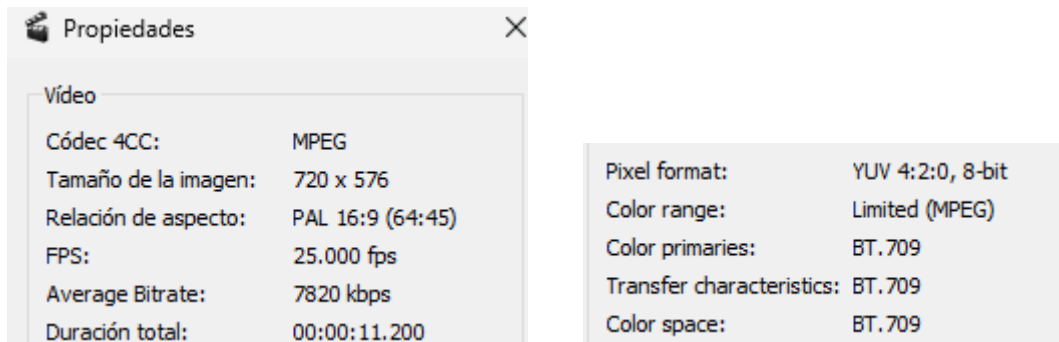 Propiedades
Vídeo
Códec 4CC: MPEG
Tamaño de la imagen: 720 x 576
Relación de aspecto: PAL 16:9 (64:45)
FPS: 25.000 fps
Average Bitrate: 7820 kbps
Duración total: 00:00:11.200
Pixel format: YUV 4:2:0, 8-bit
Color range: Limited (MPEG)
Color primaries: BT.709
Transfer characteristics: BT.709
Color space: BT.709